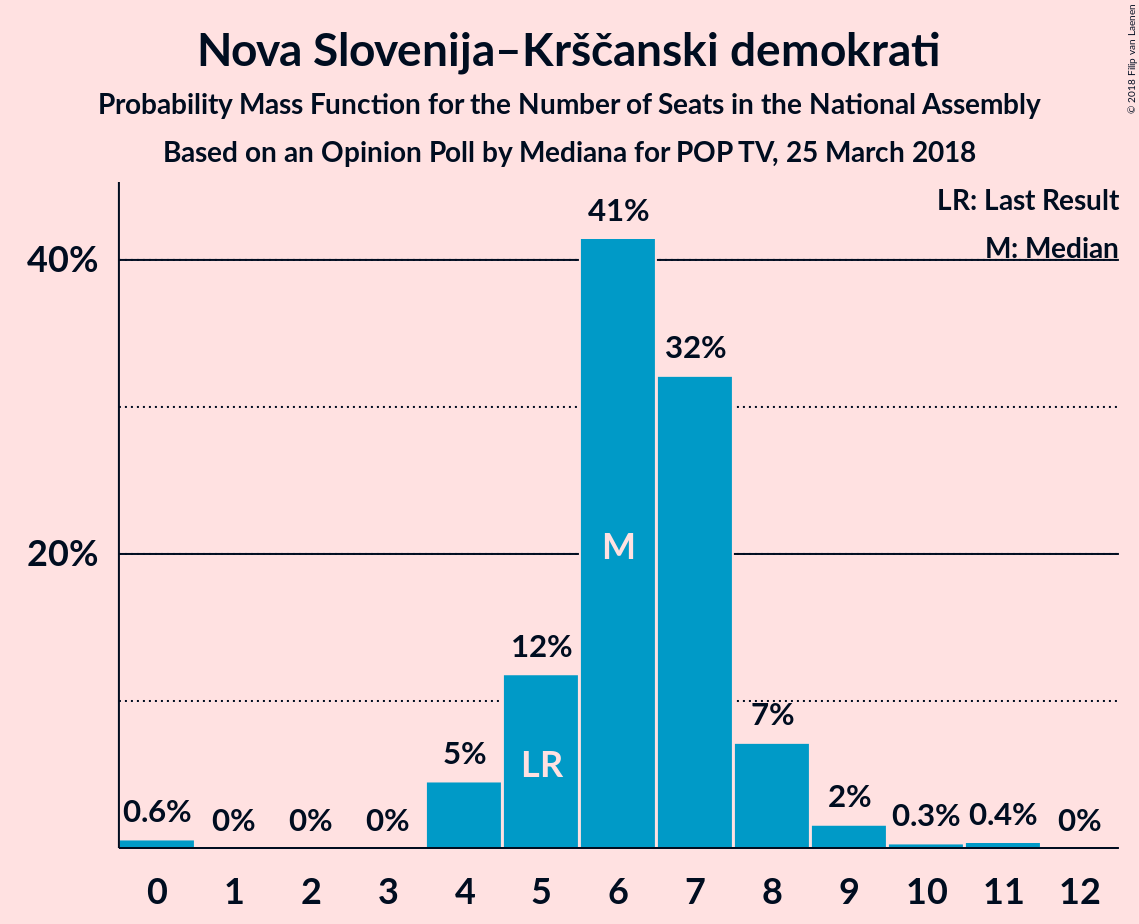 Nova Slovenija–Krščanski demokrati
Probability Mass Function for the Number of Seats in the National Assembly
Based on an Opinion Poll by Mediana for POP TV, 25 March 2018
© 2018 Filip van Laenen
LR: Last Result
M: Median
40%
20%
0.6%
0%
0%
0%
5%
12%
41%
32%
7%
2%
0.3%
0.4%
0%
LR
M
0 1 2 3 4 5 6 7 8 9 10 11 12